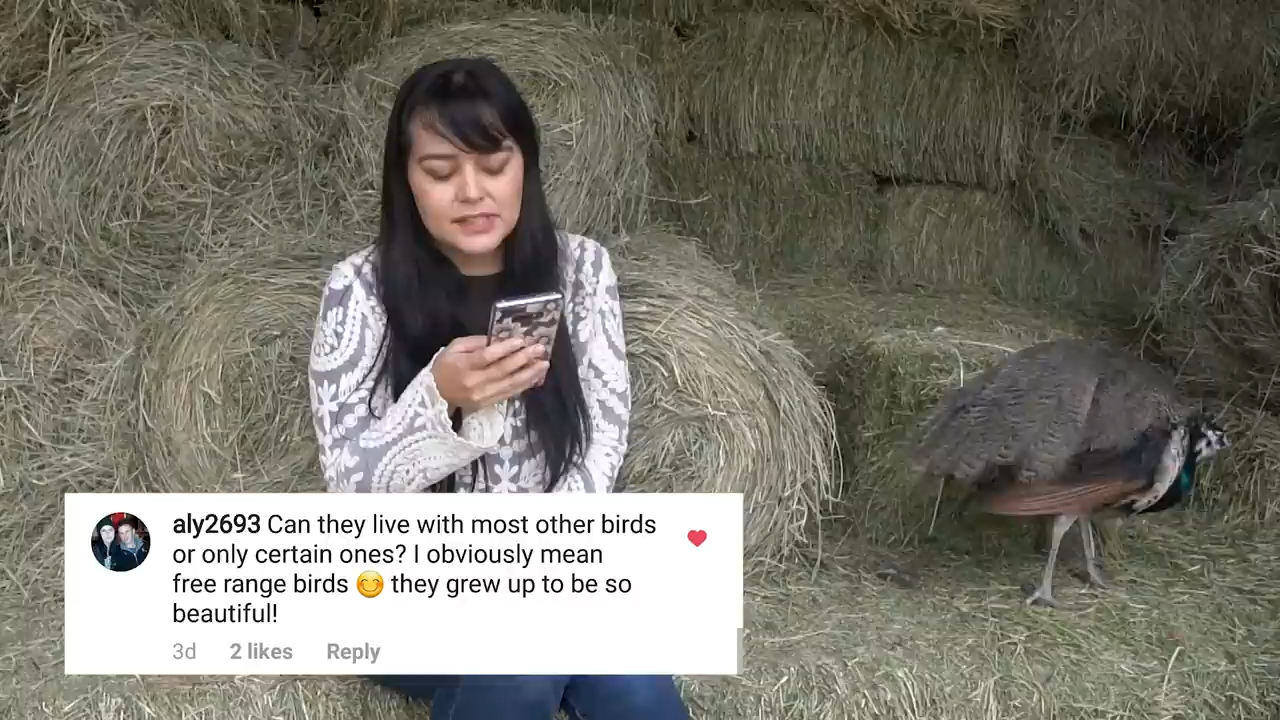 aly2693 Can they live with most other birds
or only certain ones? I obviously mean
free range birds 😊 they grew up to be so
beautiful!
3d 2 likes Reply